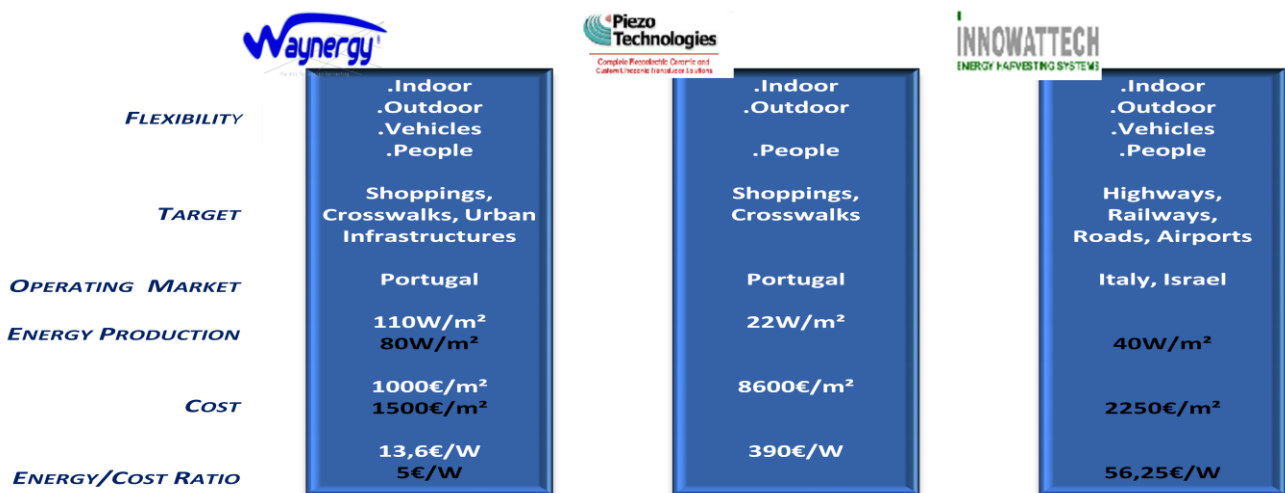 Waynergy
Piezo
Technologies
Complete Piezoelectric Ceramic and
Custom Ultrasonic Transducer Solutions
INNOWATTECH
ENERGY HARVESTING SYSTEMS
FLEXIBILITY
.Indoor
.Outdoor
.Vehicles
.People
.Indoor
.Outdoor
.People
.Indoor
.Outdoor
.Vehicles
.People
TARGET
Shoppings,
Crosswalks, Urban
Infrastructures
Shoppings,
Crosswalks
Highways,
Railways,
Roads, Airports
OPERATING MARKET
Portugal
Portugal
Italy, Israel
ENERGY PRODUCTION
110W/m²
80W/m²
22W/m²
40W/m²
COST
1000€/m²
1500€/m²
8600€/m²
2250€/m²
ENERGY/COST RATIO
13,6€/W
5€/W
390€/W
56,25€/W